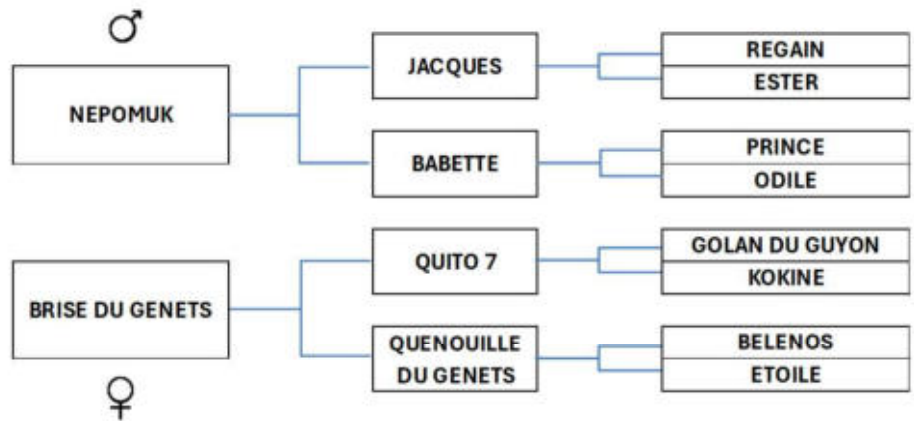 ♂
NEPOMUK
JACQUES
REGAIN
ESTER
BABETTE
PRINCE
ODILE
BRISE DU GENETS
QUITO 7
GOLAN DU GUYON
KOKINE
QUENOUILLE
DU GENETS
BELENOS
ETOILE
♀